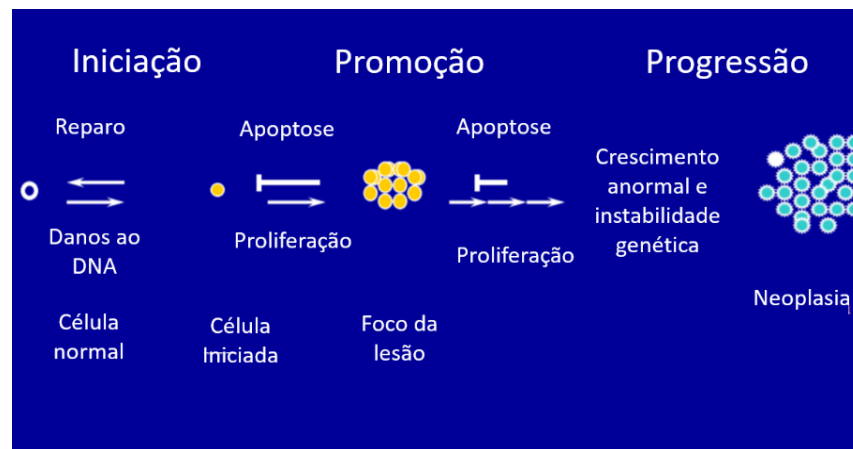 Iniciação
Promoção
Progressão
Reparo
Apoptose
Apoptose
Crescimento
anormal e
instabilidade
genética
Danos ao
DNA
Proliferação
Proliferação
Neoplasia
Célula
normal
Célula
Iniciada
Foco da
lesão